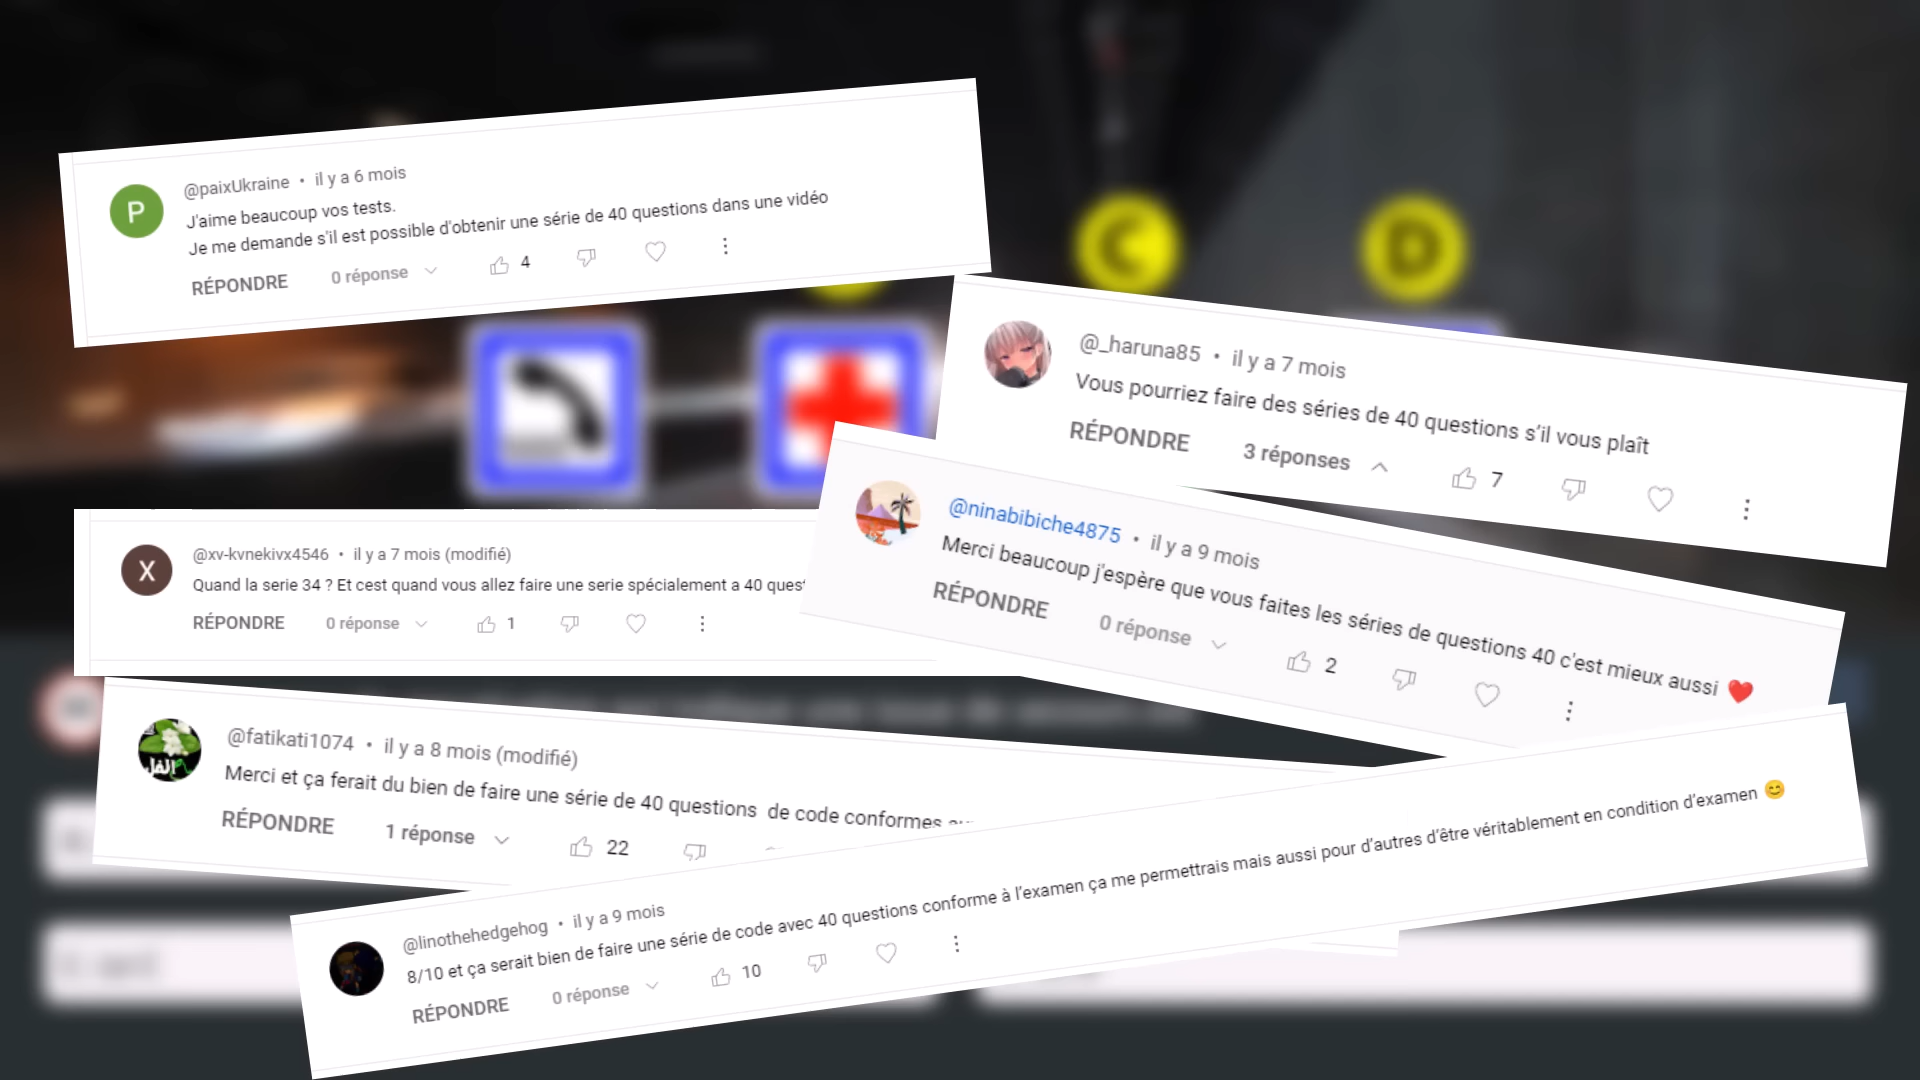 P
@paixUkraine • il y a 6 mois
J'aime beaucoup vos tests.
Je me demande s'il est possible d'obtenir une série de 40 questions dans une vidéo
RÉPONDRE 0 réponse 4
C
D
@_haruna85 • il y a 7 mois
Vous pourriez faire des séries de 40 questions s'il vous plaît
RÉPONDRE 3 réponses 7
@ninabibiche4875 • il y a 9 mois
Merci beaucoup j'espère que vous faites les séries de questions 40 c'est mieux aussi ❤️
RÉPONDRE 0 réponse 2
X
@xv-kvnekivx4546 • il y a 7 mois (modifié)
Quand la serie 34 ? Et cest quand vous allez faire une serie spécialement a 40 quest
RÉPONDRE 0 réponse 1
@fatikati1074 • il y a 8 mois (modifié)
Merci et ça ferait du bien de faire une série de 40 questions de code conformes
RÉPONDRE 1 réponse 22
الفل
@linothehedgehog • il y a 9 mois
8/10 et ça serait bien de faire une série de code avec 40 questions conforme à l'examen ça me permettrais mais aussi pour d'autres d'être véritablement en condition d'examen 😊
RÉPONDRE 0 réponse 10